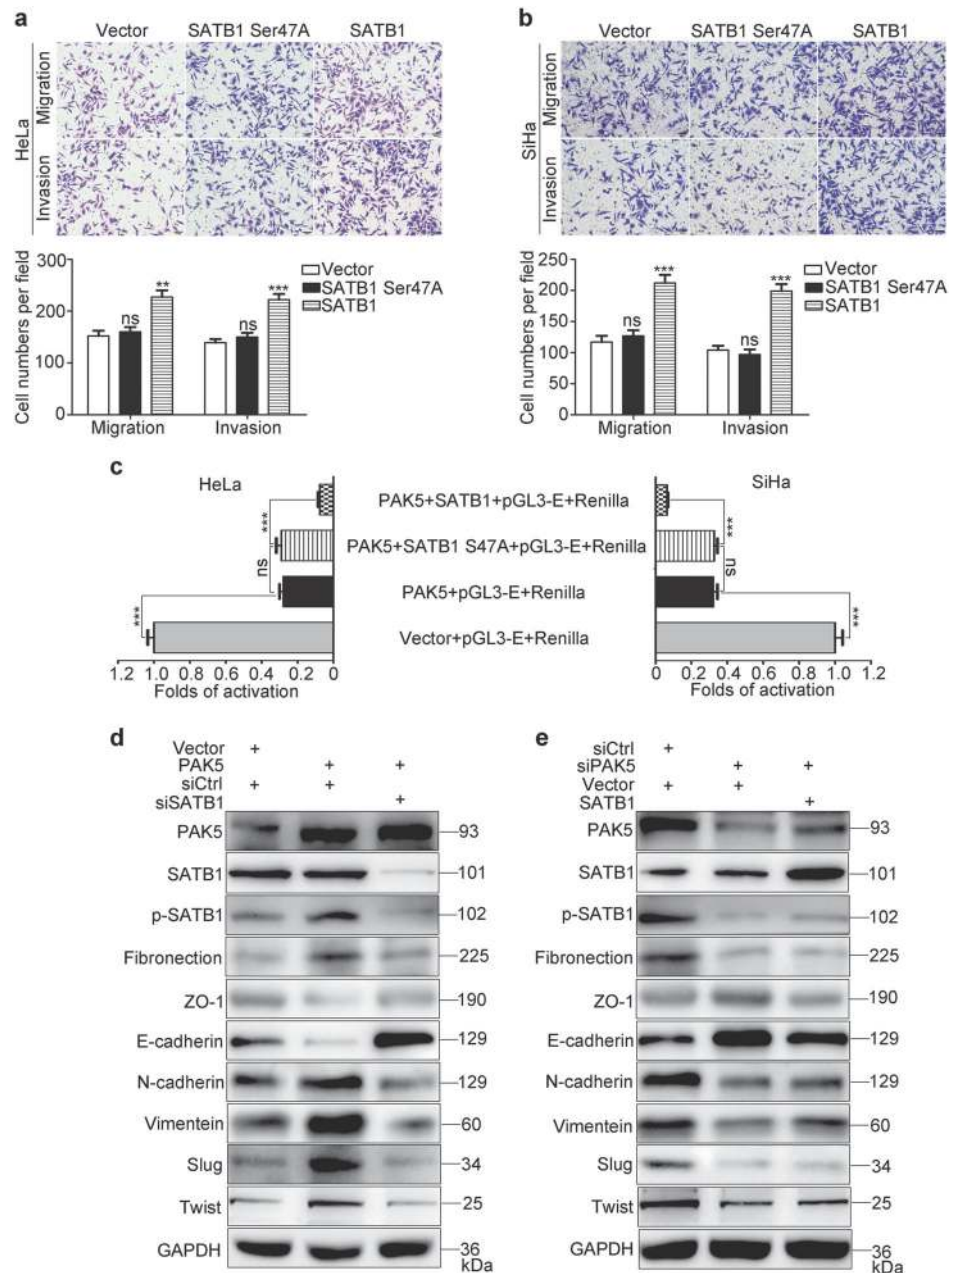 a
Vector SATB1 Ser47A SATB1
HeLa
Migration
Invasion
Cell numbers per field
300
200
100
0
** *** ns ns
Vector
SATB1 Ser47A
SATB1
Migration Invasion
b
Vector SATB1 Ser47A SATB1
SiHa
Migration
Invasion
Cell numbers per field
250
200
150
100
50
0
*** *** ns ns
Vector
SATB1 Ser47A
SATB1
Migration Invasion
c
HeLa SiHa
PAK5+SATB1+pGL3-E+Renilla
*** ***
PAK5+SATB1 S47A+pGL3-E+Renilla
ns ns
PAK5+pGL3-E+Renilla
*** ***
Vector+pGL3-E+Renilla
1.2 1.0 0.8 0.6 0.4 0.2 0 0 0.2 0.4 0.6 0.8 1.0 1.2
Folds of activation Folds of activation
d
Vector +
PAK5 + +
siCtrl + +
siSATB1 +
PAK5 93
SATB1 101
p-SATB1 102
Fibronection 225
ZO-1 190
E-cadherin 129
N-cadherin 129
Vimentein 60
Slug 34
Twist 25
GAPDH 36
kDa
e
siCtrl +
siPAK5 + +
Vector + +
SATB1 +
PAK5 93
SATB1 101
p-SATB1 102
Fibronection 225
ZO-1 190
E-cadherin 129
N-cadherin 129
Vimentein 60
Slug 34
Twist 25
GAPDH 36
kDa